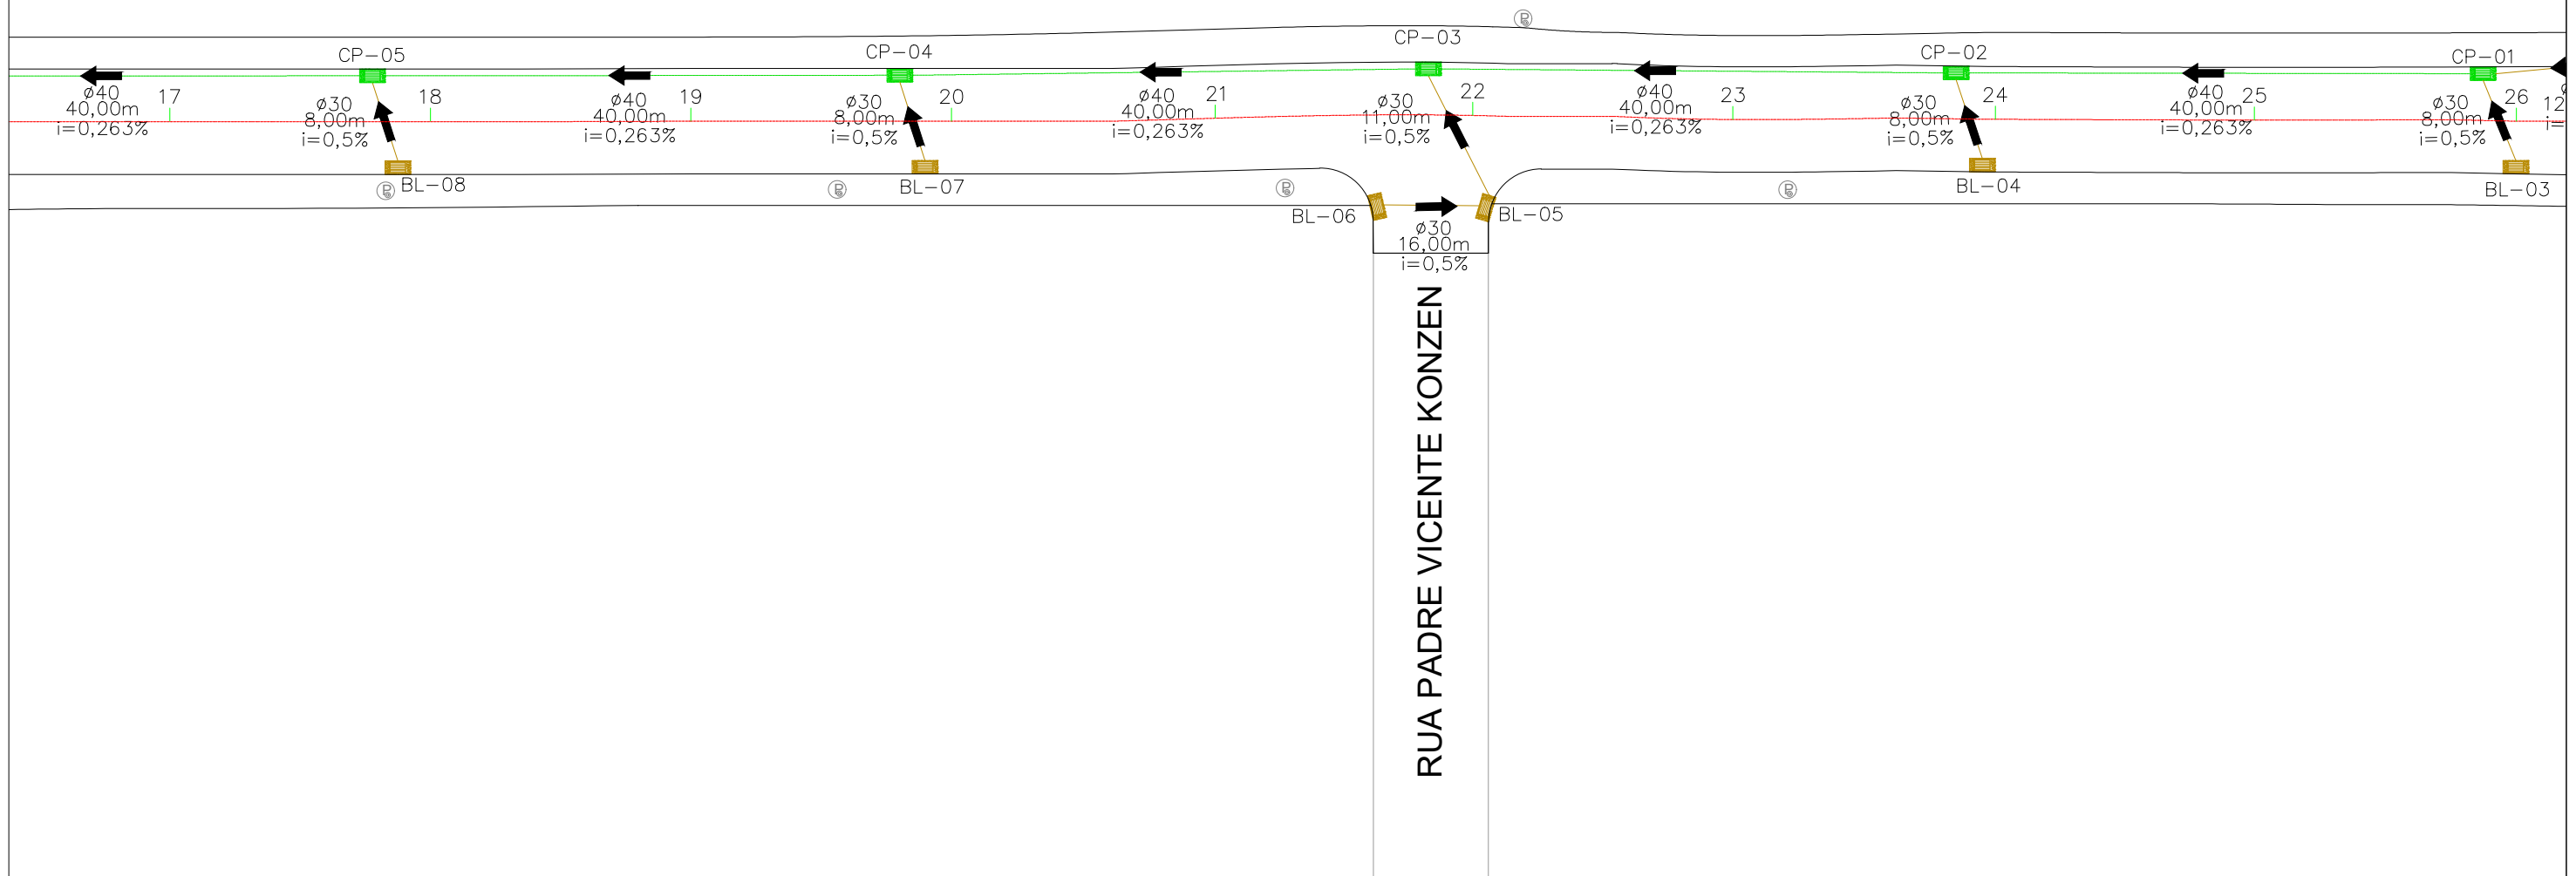 CP-05
CP-04
CP-03
CP-02
CP-01
ø40
40,00m
i=0,263%
17
ø30
8,00m
i=0,5%
18
ø40
40,00m
i=0,263%
19
ø30
8,00m
i=0,5%
20
ø40
40,00m
i=0,263%
21
ø30
11,00m
i=0,5%
22
ø40
40,00m
i=0,263%
23
ø30
8,00m
i=0,5%
24
ø40
40,00m
i=0,263%
25
ø30
8,00m
i=0,5%
26
12
i=
BL-08
BL-07
BL-06
BL-05
BL-04
BL-03
ø30
16,00m
i=0,5%
RUA PADRE VICENTE KONZEN